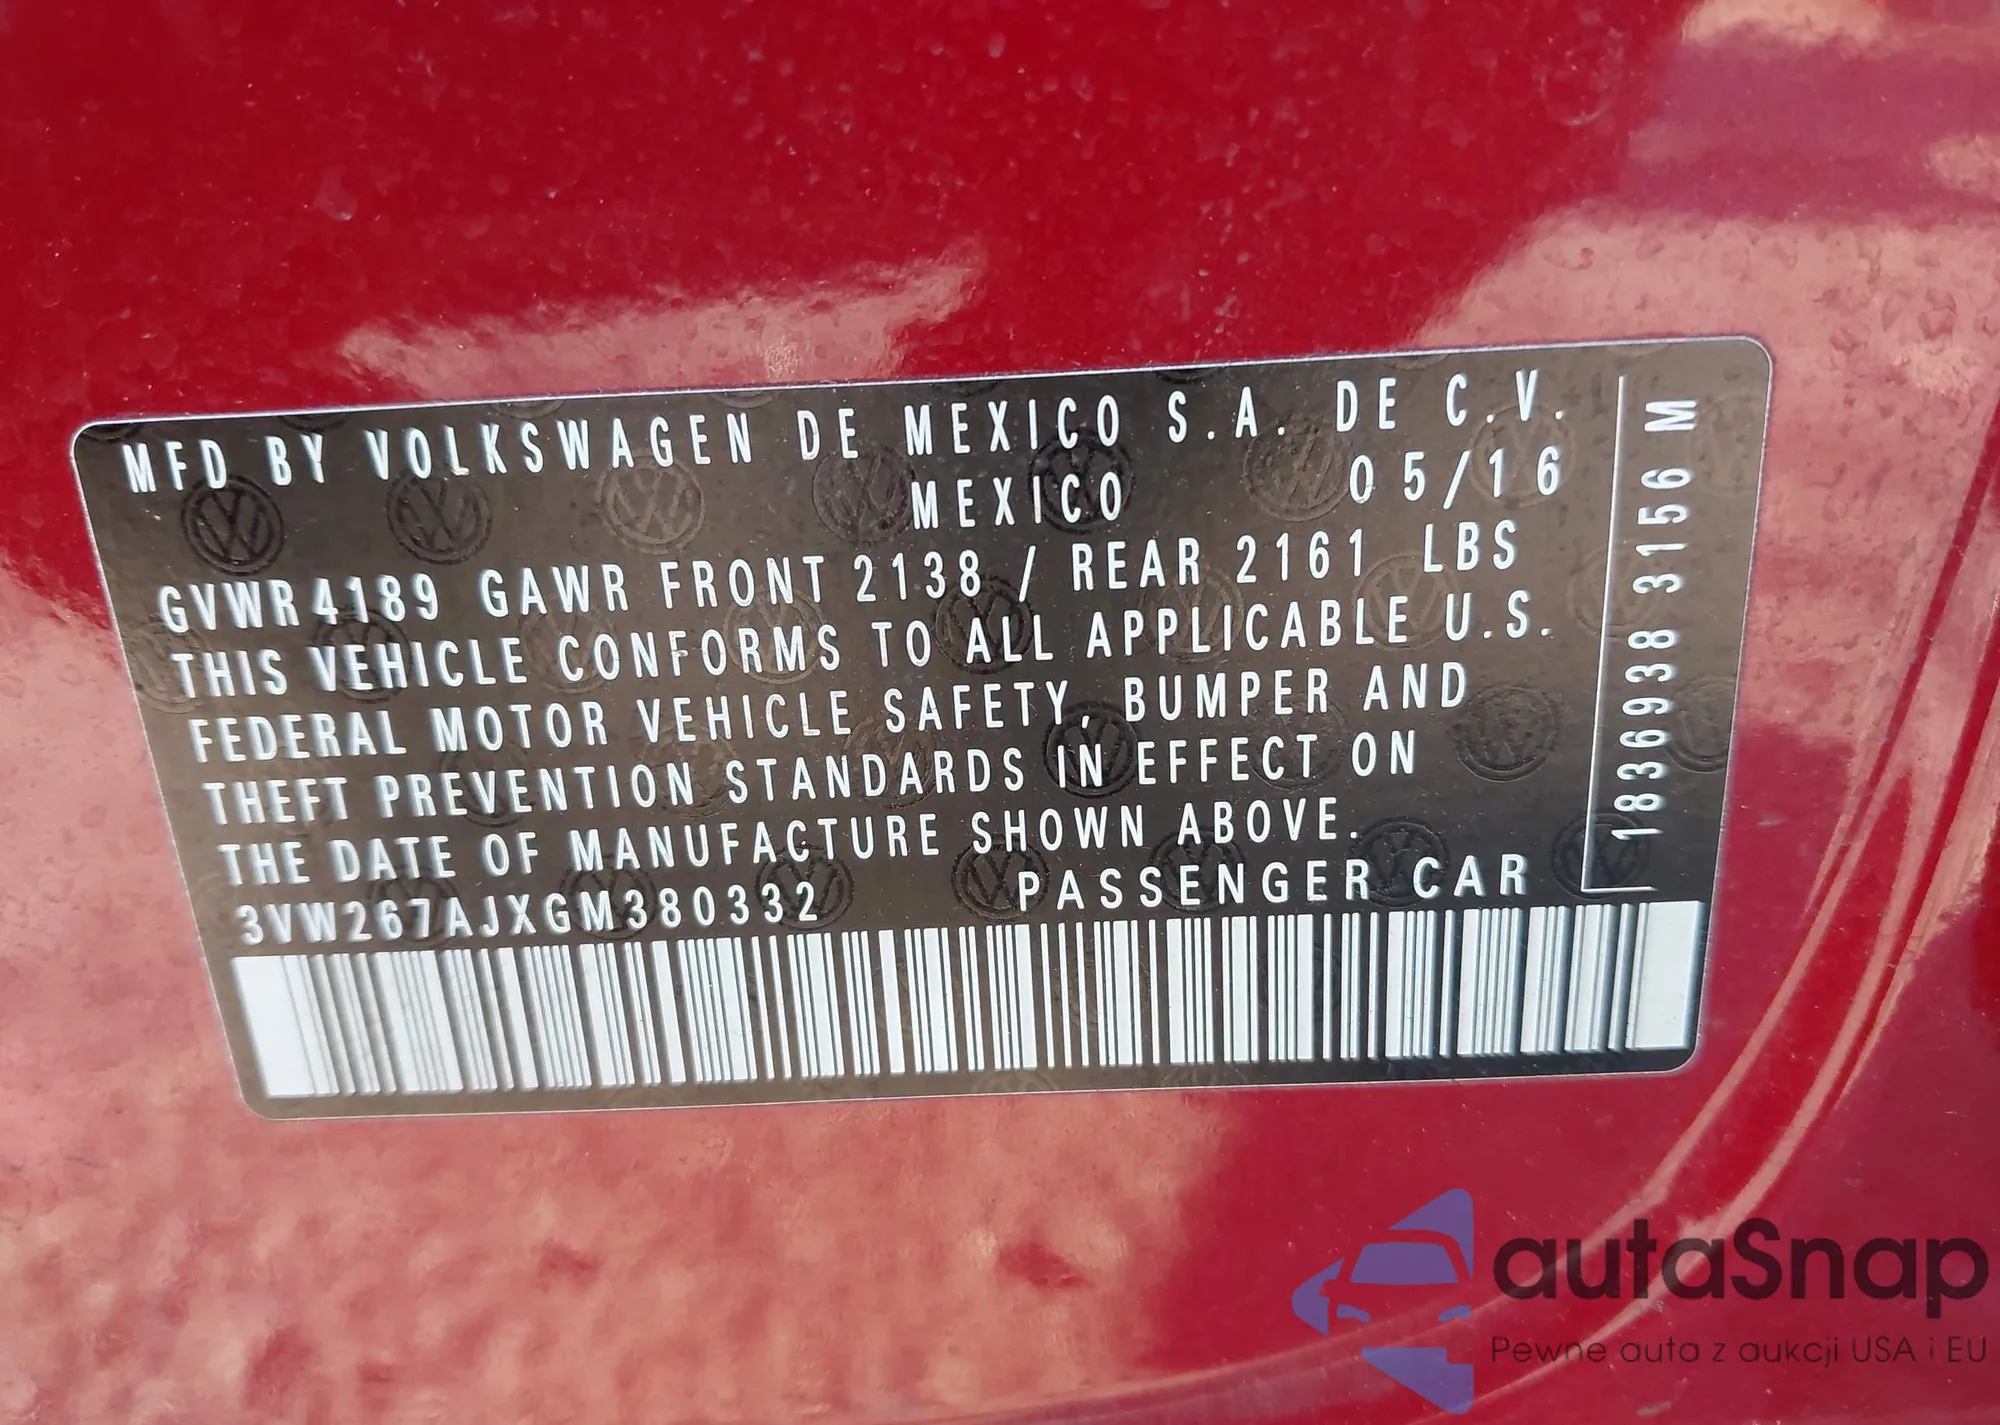 MFD BY VOLKSWAGEN DE MEXICO S.A. DE C.V.
MEXICO 05/16
GVWR 4189 GAWR FRONT 2138 / REAR 2161 LBS
THIS VEHICLE CONFORMS TO ALL APPLICABLE U.S.
FEDERAL MOTOR VEHICLE SAFETY, BUMPER AND
THEFT PREVENTION STANDARDS IN EFFECT ON
THE DATE OF MANUFACTURE SHOWN ABOVE.
3VW267AJXGM380332 PASSENGER CAR
1836938 3156 M
autaSnap
Pewne auta z aukcji USA i EU